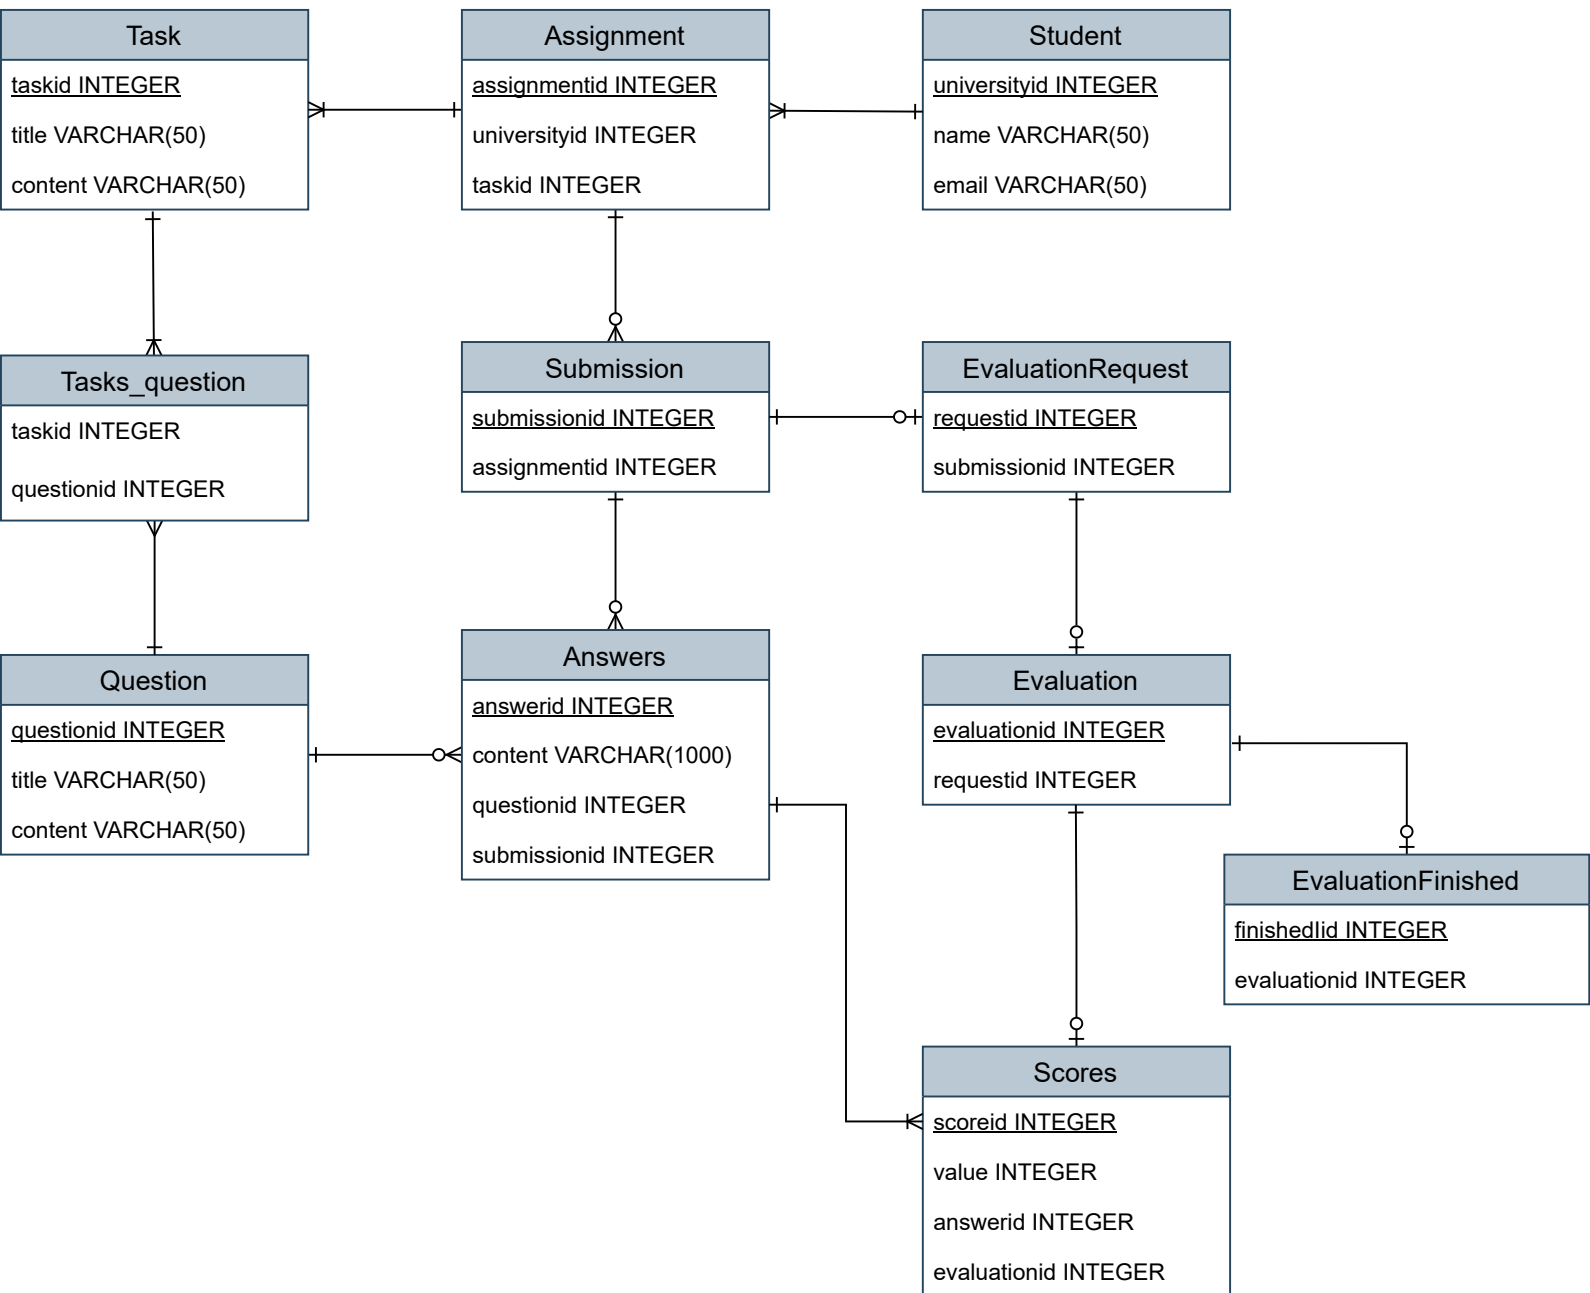 Task
taskid INTEGER
title VARCHAR(50)
content VARCHAR(50)
Assignment
assignmentid INTEGER
universityid INTEGER
taskid INTEGER
Student
universityid INTEGER
name VARCHAR(50)
email VARCHAR(50)
Tasks_question
taskid INTEGER
questionid INTEGER
Submission
submissionid INTEGER
assignmentid INTEGER
EvaluationRequest
requestid INTEGER
submissionid INTEGER
Question
questionid INTEGER
title VARCHAR(50)
content VARCHAR(50)
Answers
answerid INTEGER
content VARCHAR(1000)
questionid INTEGER
submissionid INTEGER
Evaluation
evaluationid INTEGER
requestid INTEGER
EvaluationFinished
finishedIid INTEGER
evaluationid INTEGER
Scores
scoreid INTEGER
value INTEGER
answerid INTEGER
evaluationid INTEGER